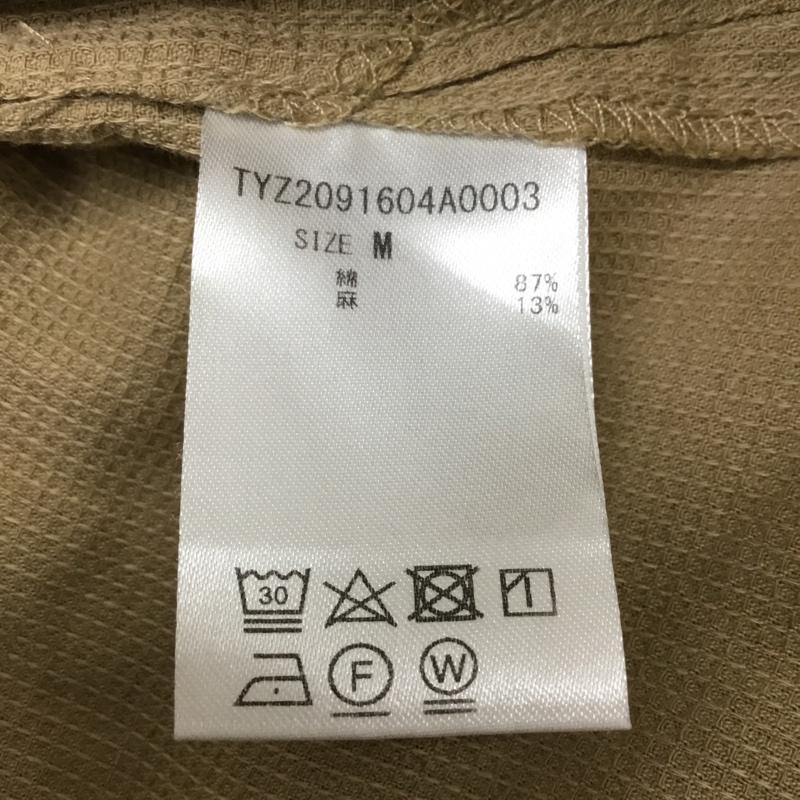 TYZ2091604A0003
SIZE M
綿 87%
麻 13%
30
F W